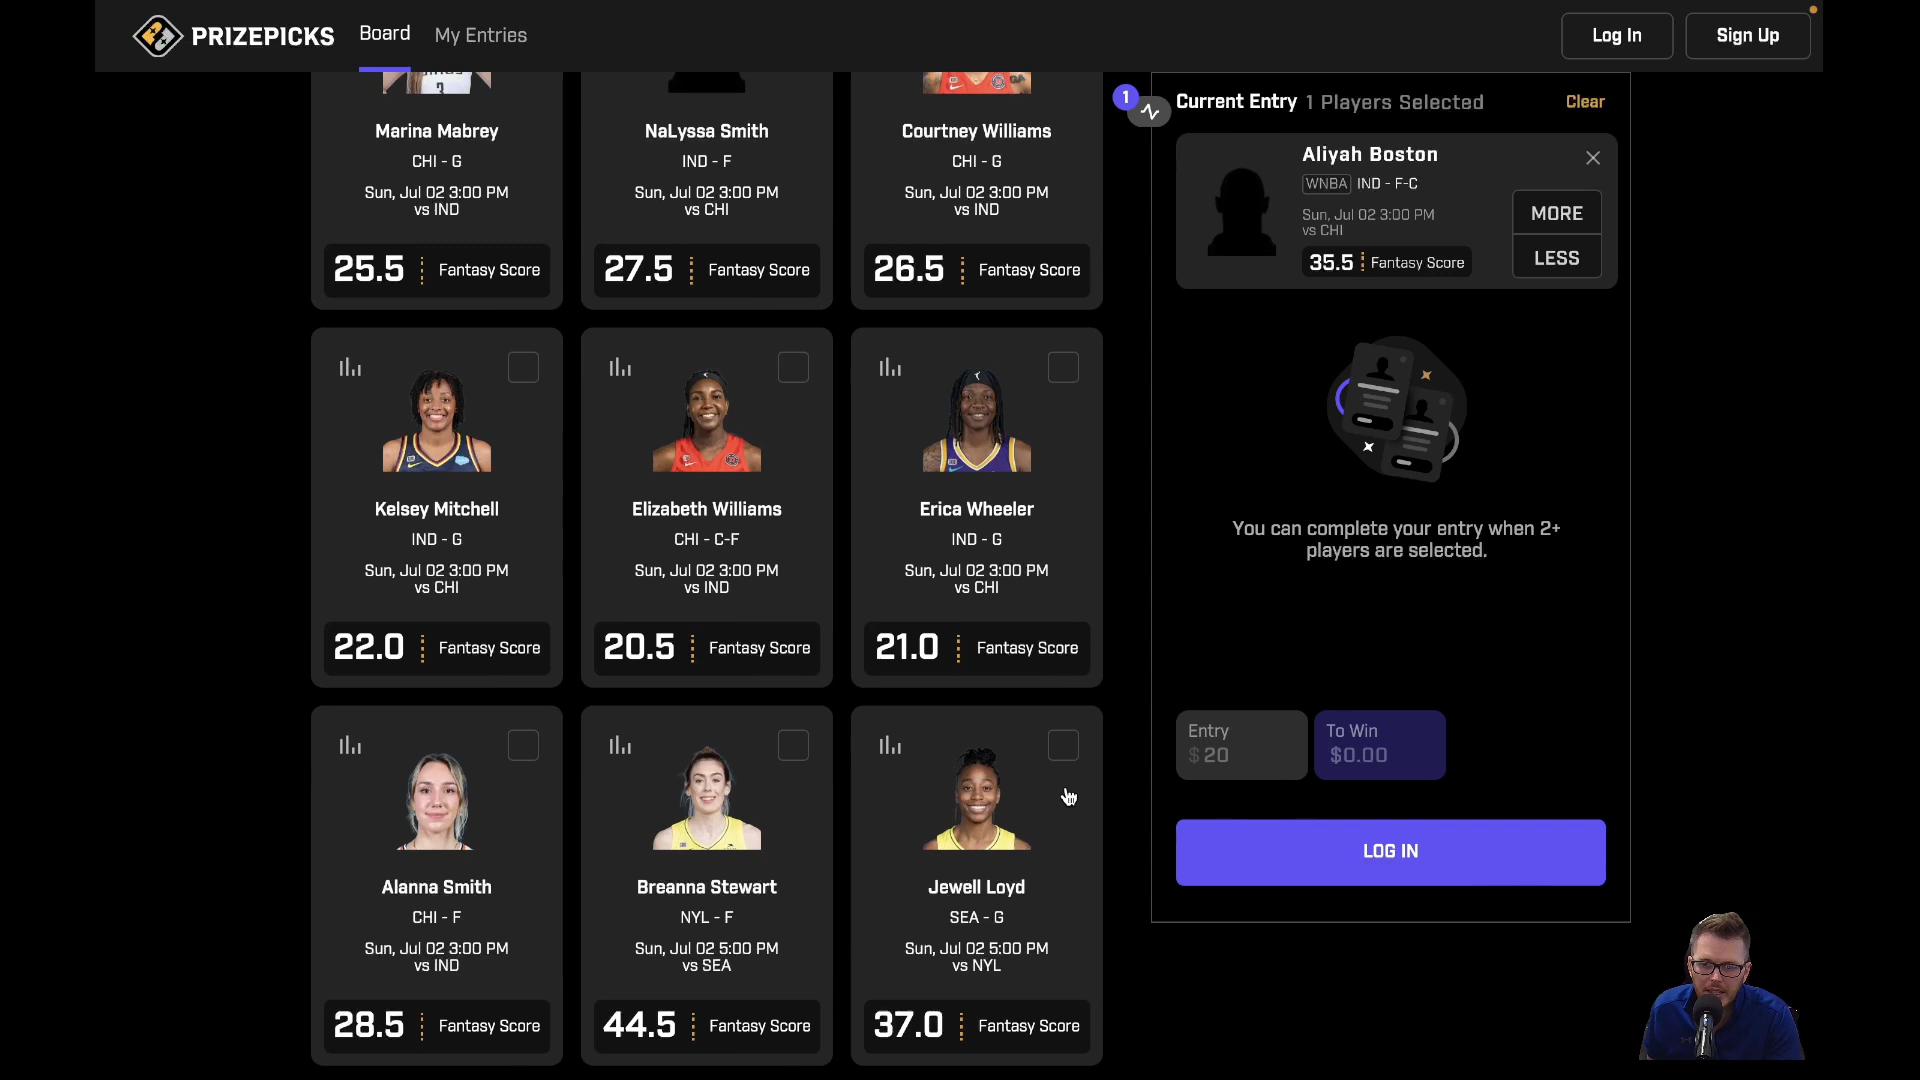 PRIZEPICKS
Board
My Entries
Log In
Sign Up
3
Marina Mabrey
CHI - G
Sun, Jul 02 3:00 PM
vs IND
25.5
Fantasy Score
NaLyssa Smith
IND - F
Sun, Jul 02 3:00 PM
vs CHI
27.5
Fantasy Score
Courtney Williams
CHI - G
Sun, Jul 02 3:00 PM
vs IND
26.5
Fantasy Score
Kelsey Mitchell
IND - G
Sun, Jul 02 3:00 PM
vs CHI
22.0
Fantasy Score
Elizabeth Williams
CHI - C-F
Sun, Jul 02 3:00 PM
vs IND
20.5
Fantasy Score
Erica Wheeler
IND - G
Sun, Jul 02 3:00 PM
vs CHI
21.0
Fantasy Score
Alanna Smith
CHI - F
Sun, Jul 02 3:00 PM
vs IND
28.5
Fantasy Score
Breanna Stewart
NYL - F
Sun, Jul 02 5:00 PM
vs SEA
44.5
Fantasy Score
Jewell Loyd
SEA - G
Sun, Jul 02 5:00 PM
vs NYL
37.0
Fantasy Score
1
Current Entry 1 Players Selected
Clear
Aliyah Boston
WNBA IND - F-C
Sun, Jul 02 3:00 PM
vs CHI
35.5
Fantasy Score
MORE
LESS
You can complete your entry when 2+
players are selected.
Entry
$ 20
To Win
$0.00
LOG IN